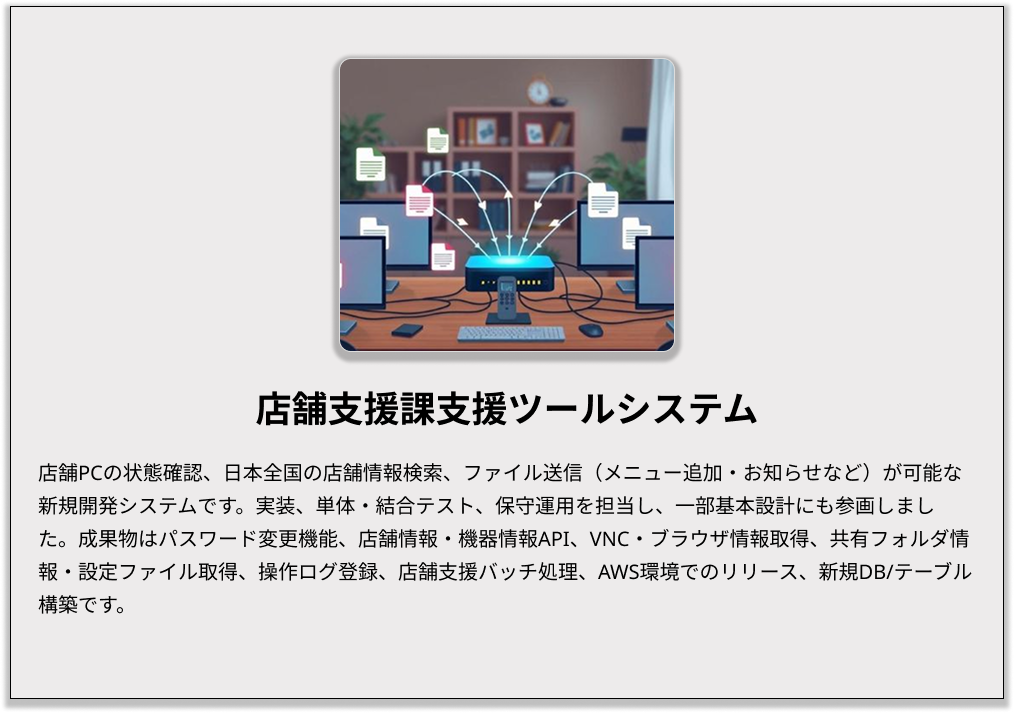 店舗支援課支援ツールシステム
店舗PCの状態確認、日本全国の店舗情報検索、ファイル送信（メニュー追加・お知らせなど）が可能な
新規開発システムです。実装、単体・結合テスト、保守運用を担当し、一部基本設計にも参画しまし
た。成果物はパスワード変更機能、店舗情報・機器情報API、VNC・ブラウザ情報取得、共有フォルダ情
報・設定ファイル取得、操作ログ登録、店舗支援バッチ処理、AWS環境でのリリース、新規DB/テーブル
構築です。